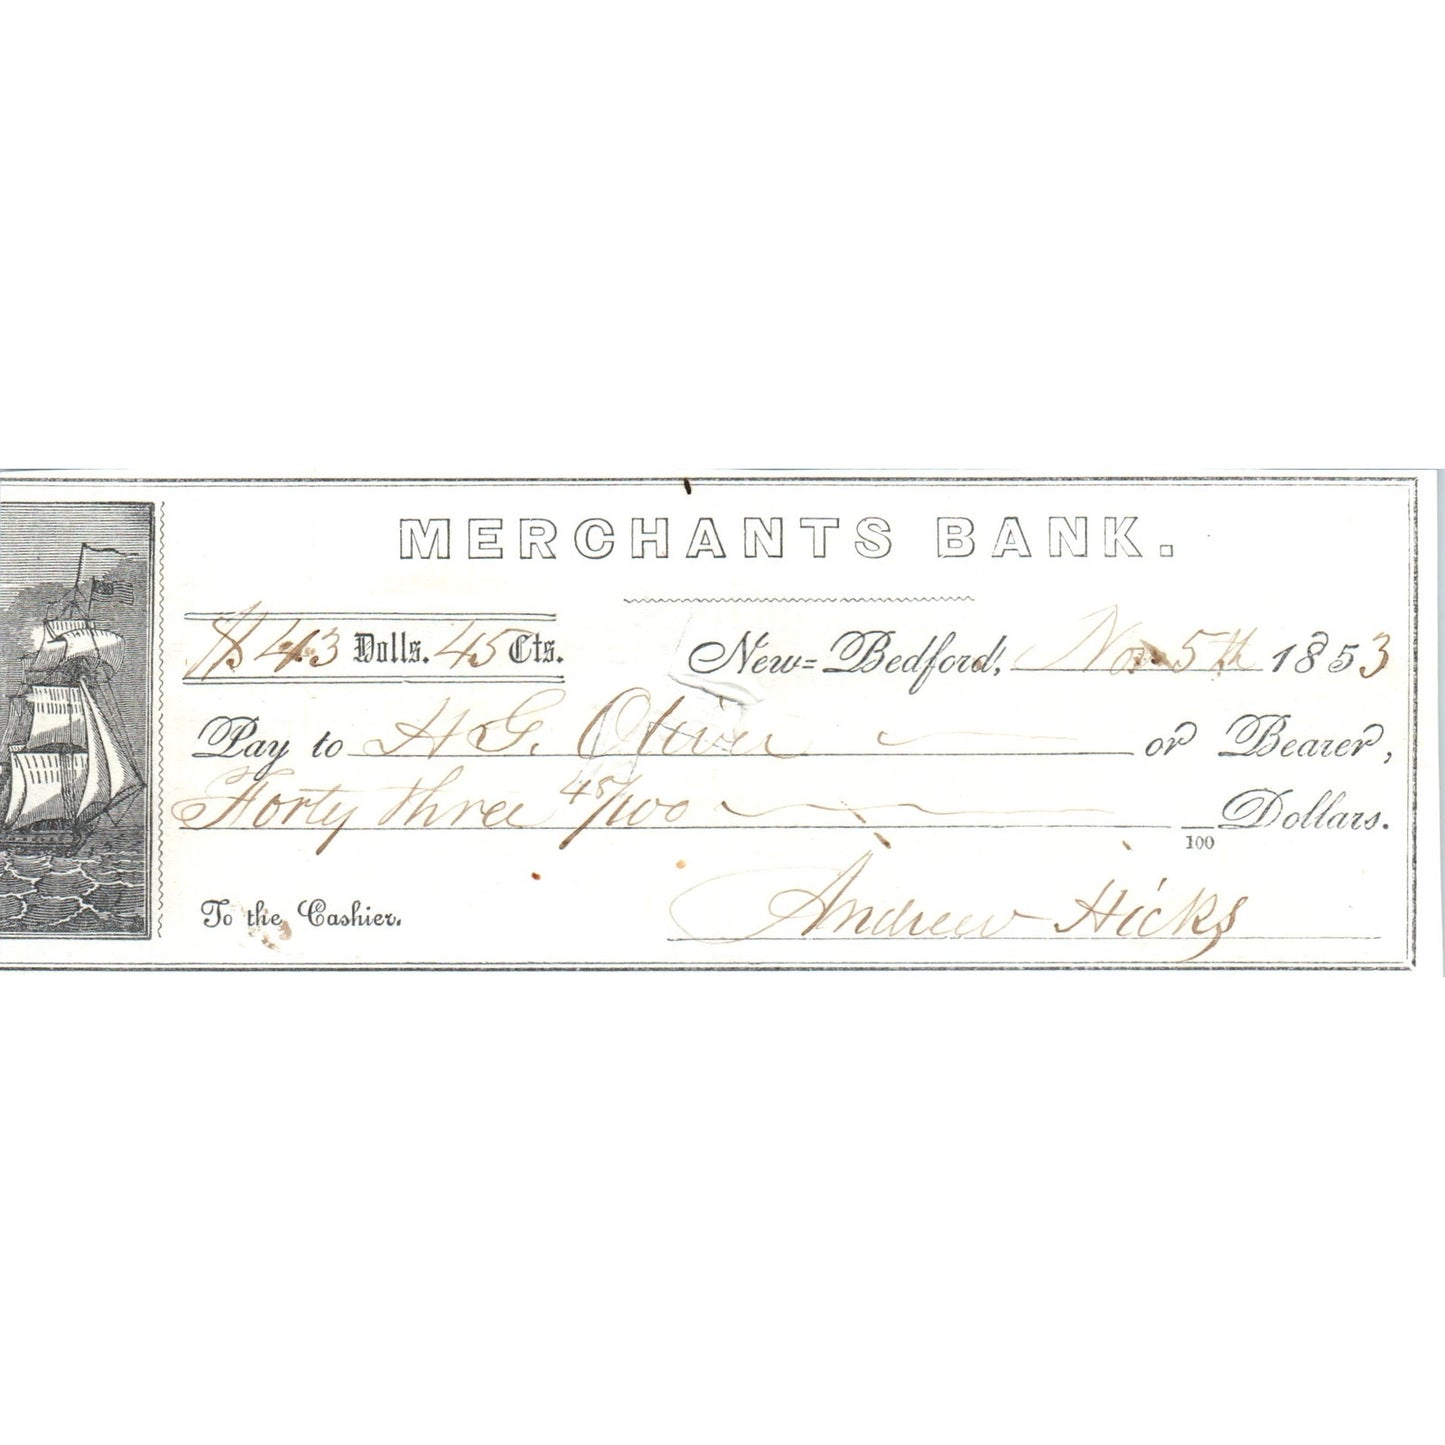 MERCHANTS BANK.
$ 43 Dolls. 45 Cts. New=Bedford, Nov. 5th 1853
Pay to H G. Oliver or Bearer,
Forty three 45/100 100 Dollars.
To the Cashier. Andrew Hicks